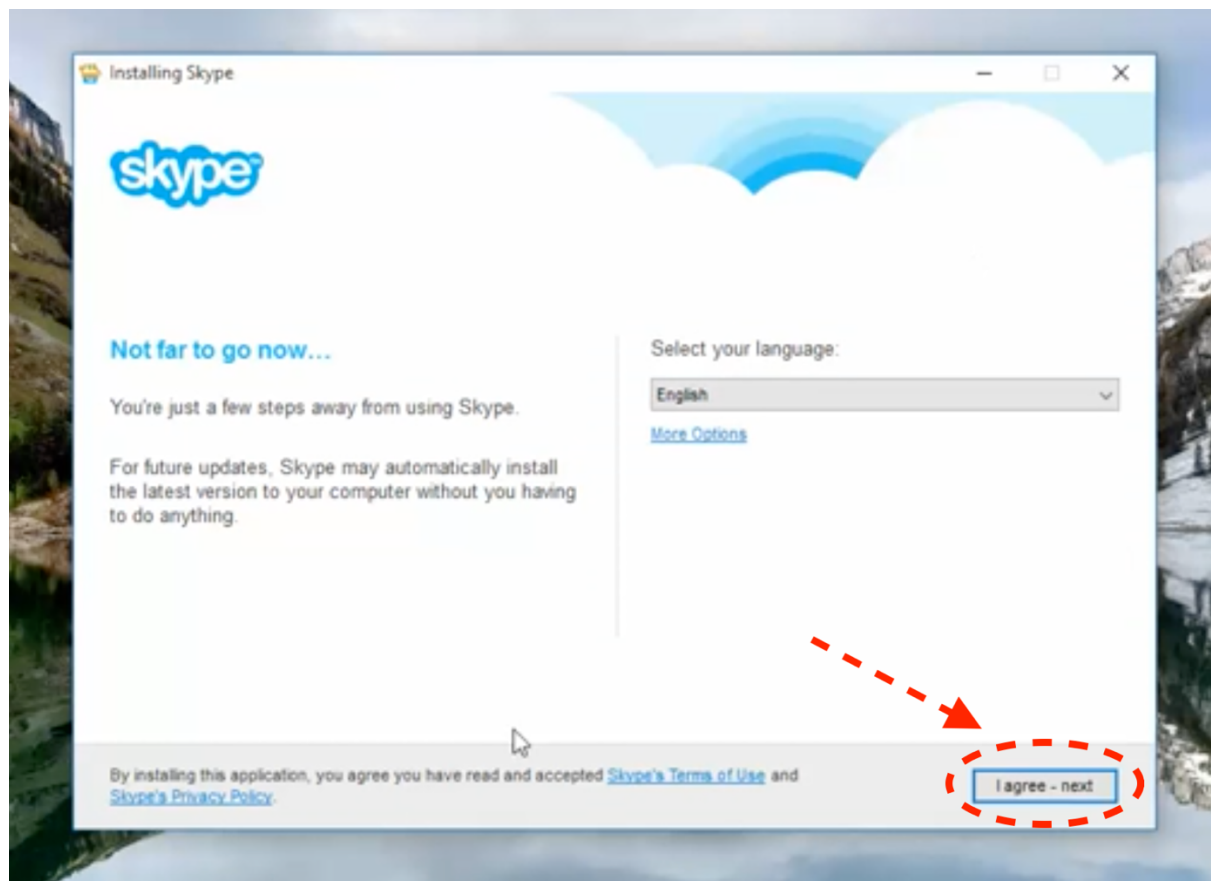 Installing Skype
skype™
Not far to go now...
You're just a few steps away from using Skype.
For future updates, Skype may automatically install
the latest version to your computer without you having
to do anything.
Select your language:
English
More Options
By installing this application, you agree you have read and accepted Skype's Terms of Use and
Skype's Privacy Policy.
I agree - next